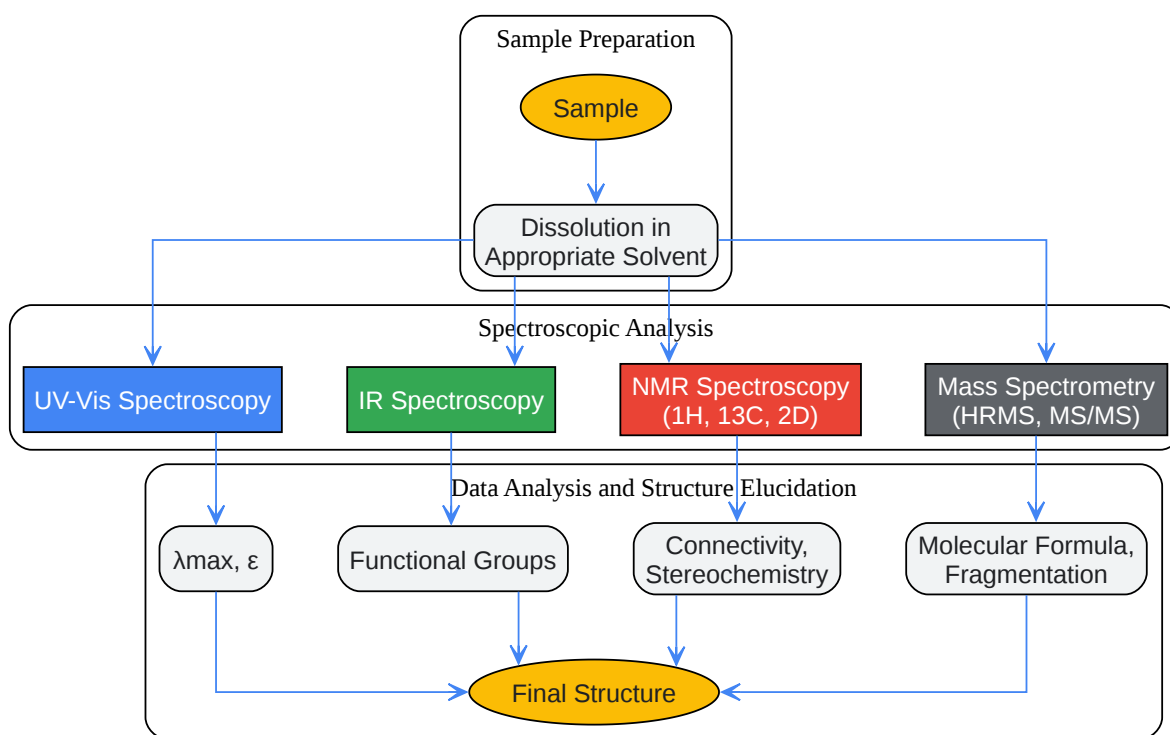 Sample Preparation
Sample
Dissolution in
Appropriate Solvent
Spectroscopic Analysis
UV-Vis Spectroscopy
IR Spectroscopy
NMR Spectroscopy
(1H, 13C, 2D)
Mass Spectrometry
(HRMS, MS/MS)
Data Analysis and Structure Elucidation
λmax, ε
Functional Groups
Connectivity,
Stereochemistry
Molecular Formula,
Fragmentation
Final Structure